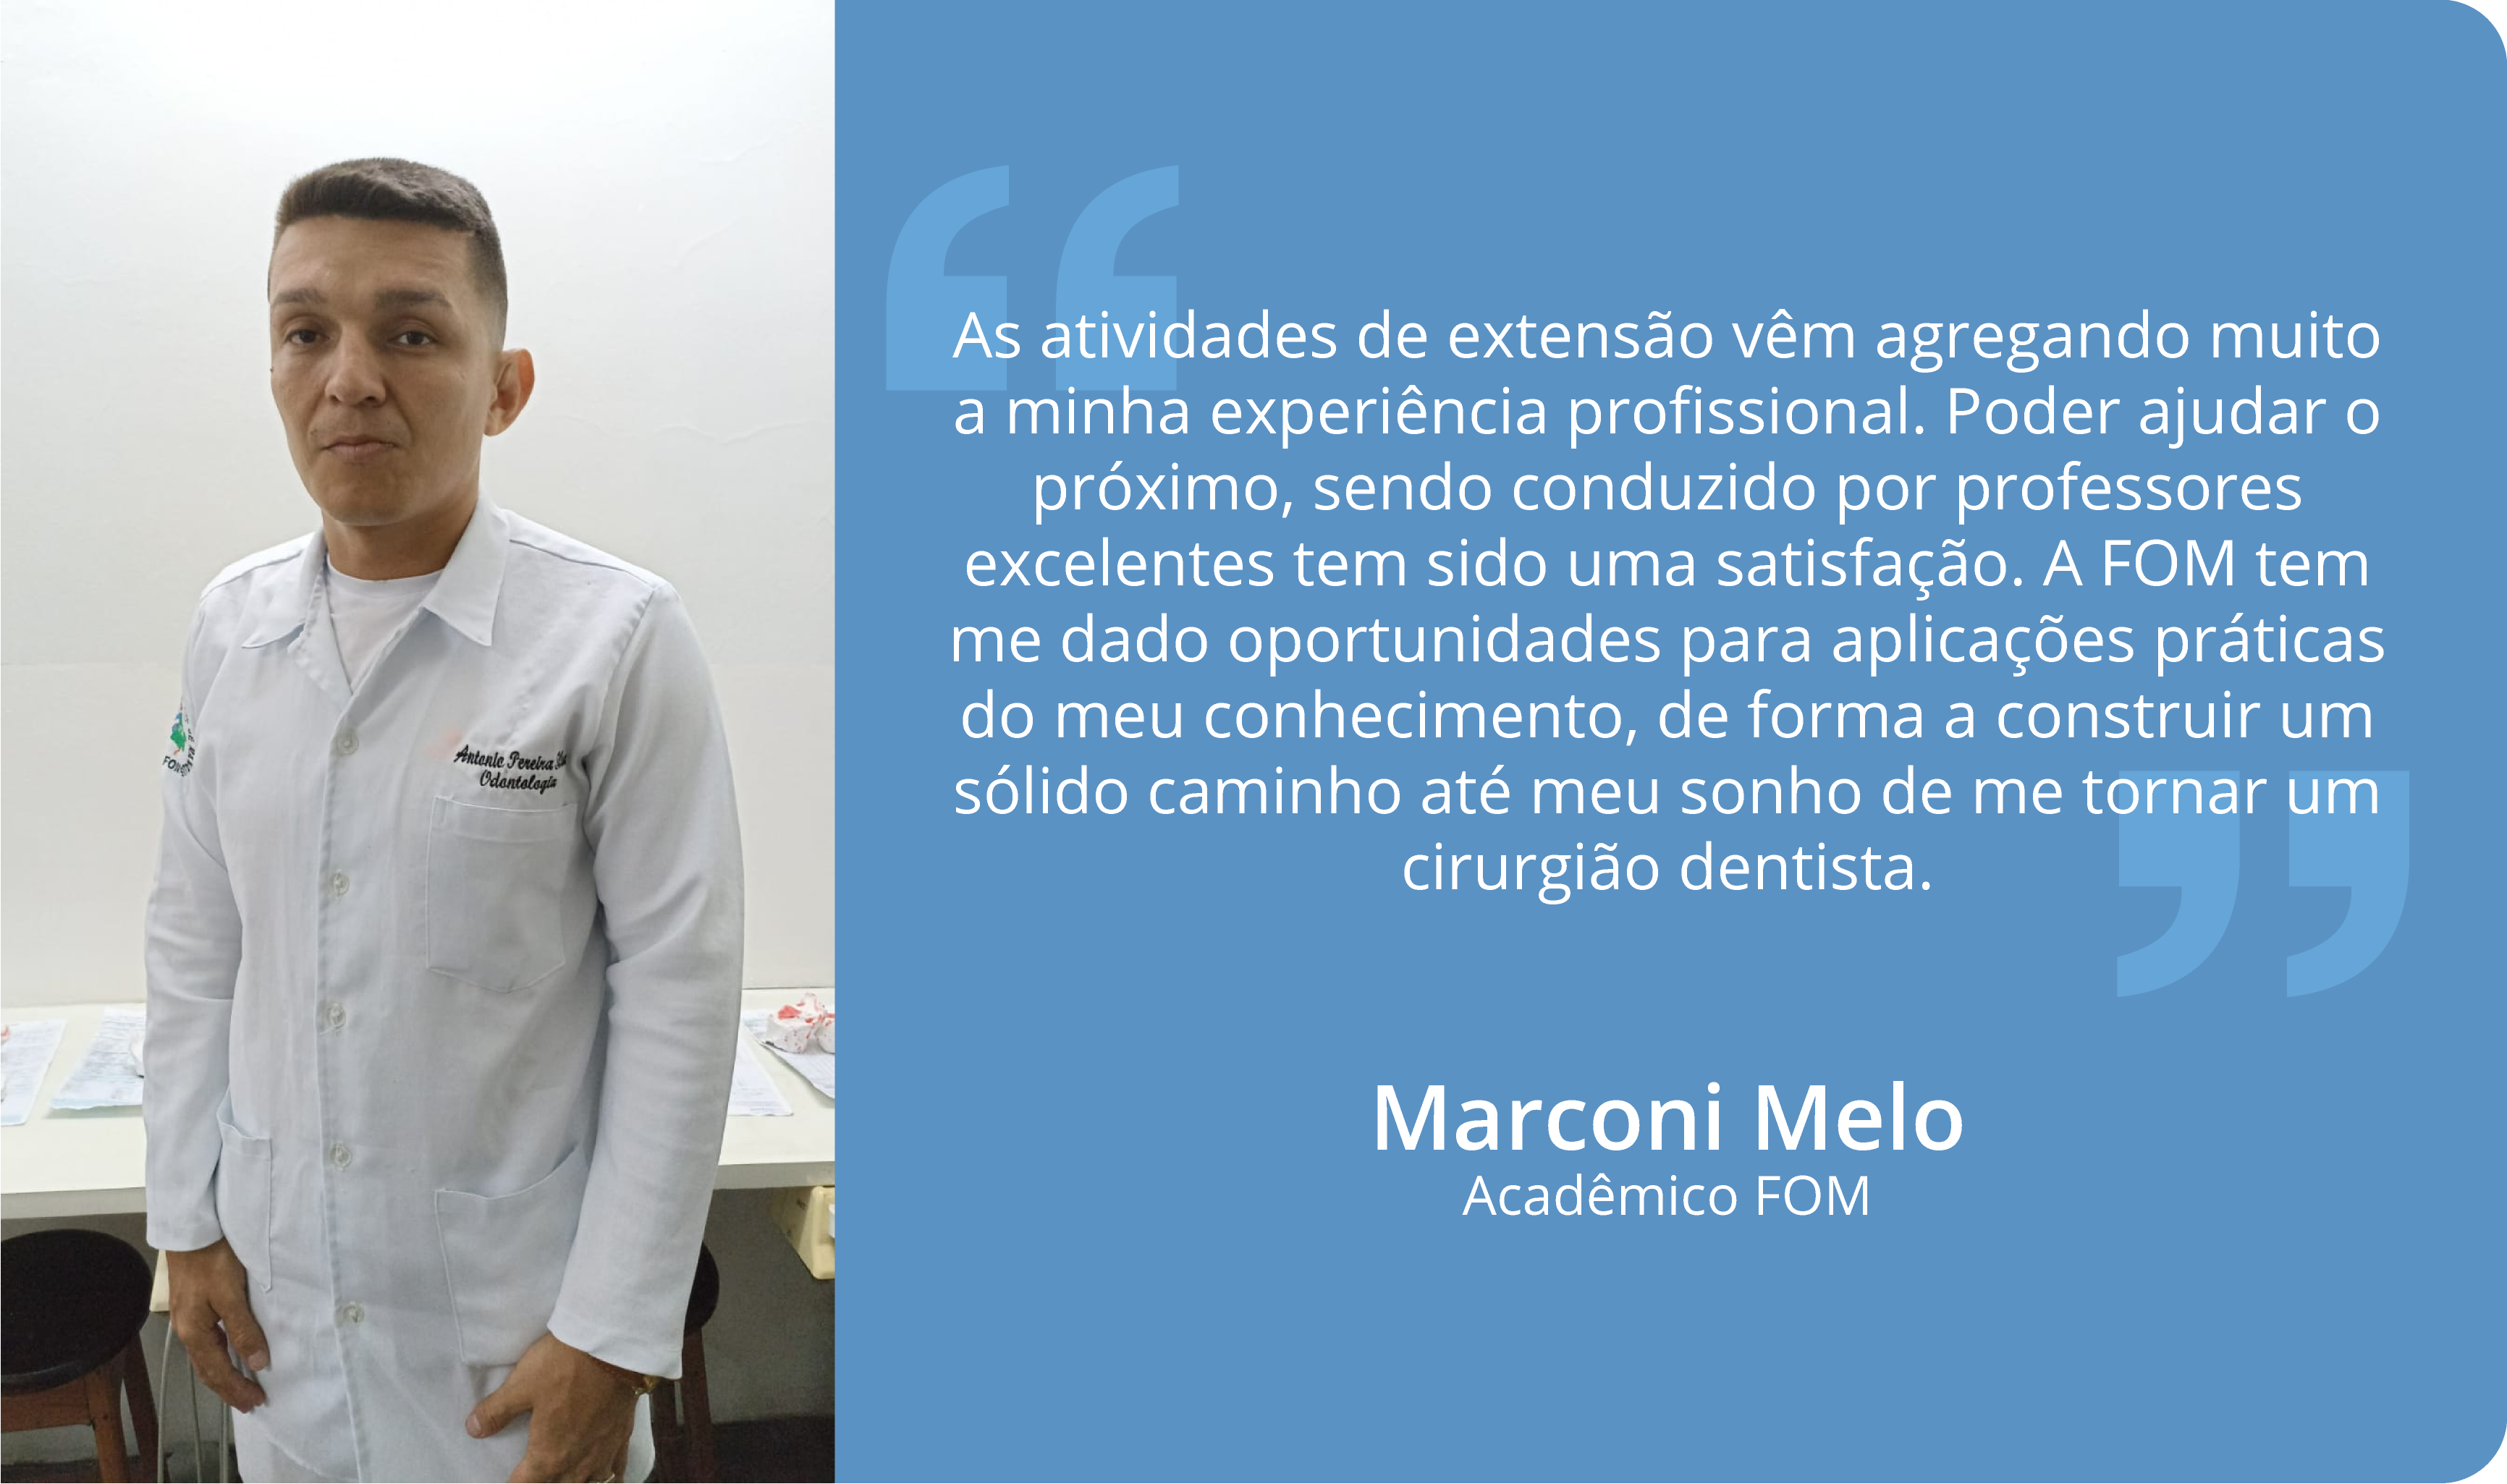 As atividades de extensão vêm agregando muito
a minha experiência profissional. Poder ajudar o
próximo, sendo conduzido por professores
excelentes tem sido uma satisfação. A FOM tem
me dado oportunidades para aplicações práticas
do meu conhecimento, de forma a construir um
sólido caminho até meu sonho de me tornar um
cirurgião dentista.
Marconi Melo
Acadêmico FOM
Antonio Pereira
Odontologia